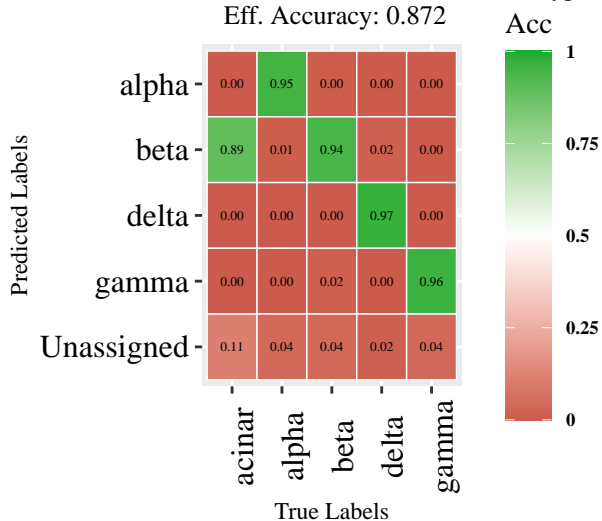 Eff. Accuracy: 0.872
Acc
1
0.75
0.5
0.25
0
Predicted Labels
alpha 0.00 0.95 0.00 0.00 0.00
beta 0.89 0.01 0.94 0.02 0.00
delta 0.00 0.00 0.00 0.97 0.00
gamma 0.00 0.00 0.02 0.00 0.96
Unassigned 0.11 0.04 0.04 0.02 0.04
acinar alpha beta delta gamma
True Labels